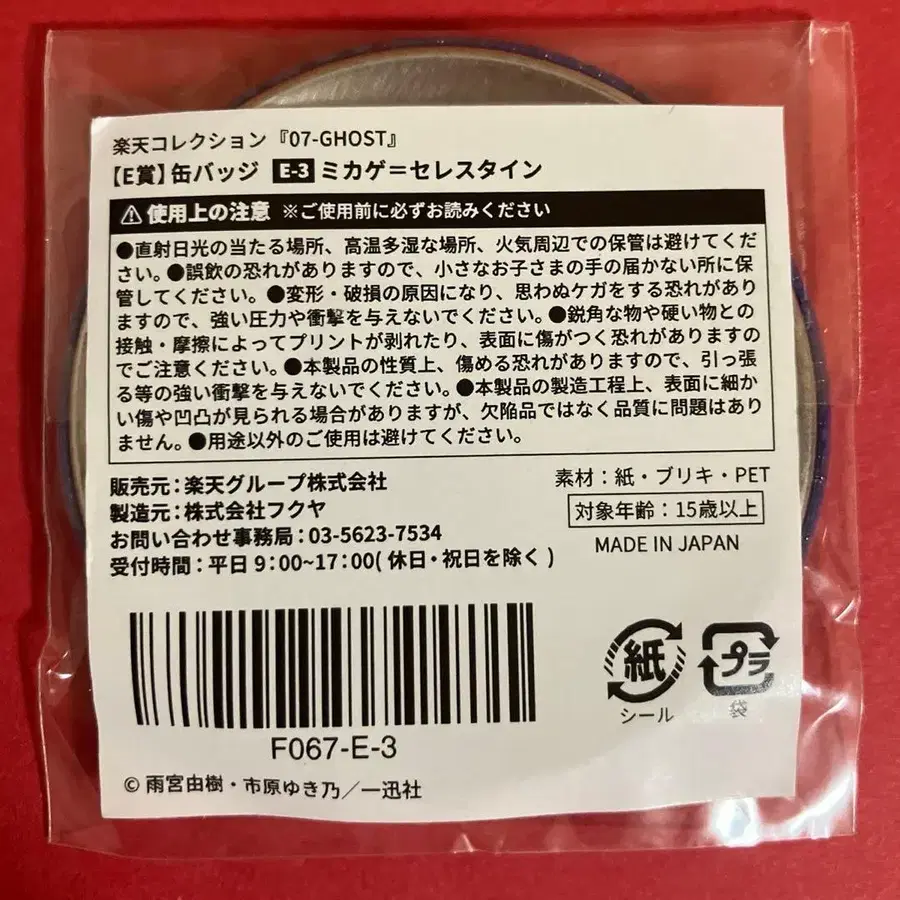 楽天コレクション『07-GHOST』
【E賞】缶バッジ E-3 ミカゲ＝セレスタイン
⚠ 使用上の注意 ※ご使用前に必ずお読みください
●直射日光の当たる場所、高温多湿な場所、火気周辺での保管は避けてくだ
さい。●誤飲の恐れがありますので、小さなお子さまの手の届かない所に保
管してください。●変形・破損の原因になり、思わぬケガをする恐れがあり
ますので、強い圧力や衝撃を与えないでください。●鋭角な物や硬い物との
接触・摩擦によってプリントが剥れたり、表面に傷がつく恐れがありますの
でご注意ください。●本製品の性質上、傷める恐れがありますので、引っ張
る等の強い衝撃を与えないでください。●本製品の製造工程上、表面に細か
い傷や凹凸が見られる場合がありますが、欠陥品ではなく品質に問題はあり
ません。●用途以外のご使用は避けてください。
販売元：楽天グループ株式会社
製造元：株式会社フクヤ
お問い合わせ事務局：03-5623-7534
受付時間：平日 9：00~17：00( 休日・祝日を除く )
素材：紙・ブリキ・PET
対象年齢：15歳以上
MADE IN JAPAN
紙
シール
プラ
袋
F067-E-3
© 雨宮由樹・市原ゆき乃／一迅社